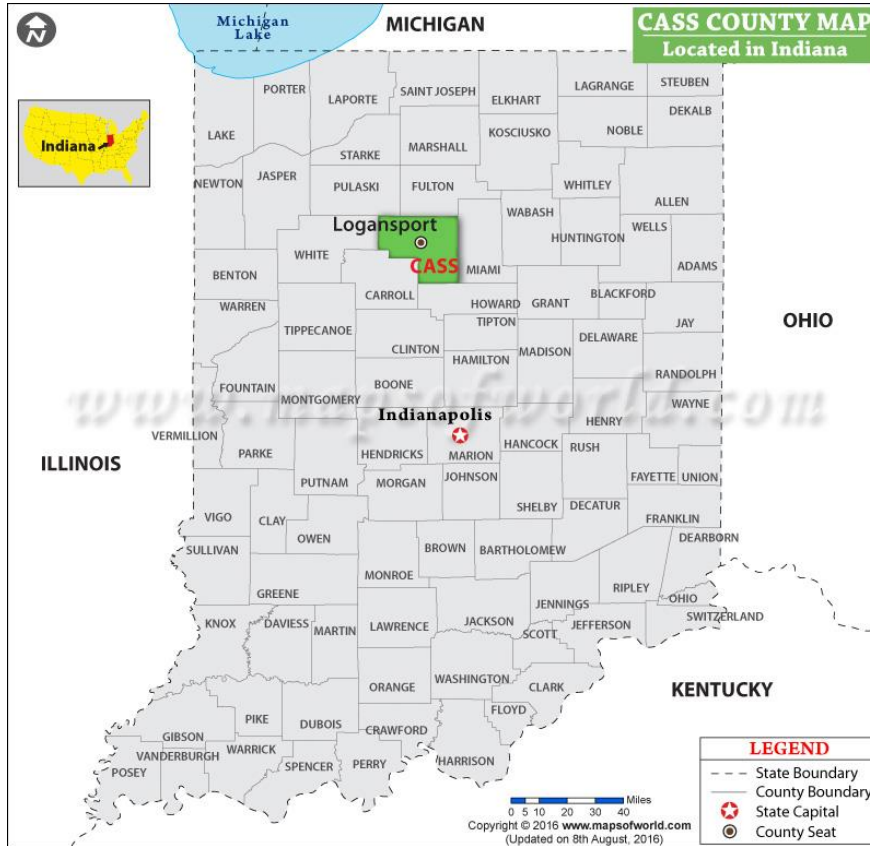 MICHIGAN
Michigan
Lake
CASS COUNTY MAP
Located in Indiana
N
Indiana
PORTER
LAPORTE
SAINT JOSEPH
ELKHART
LAGRANGE
STEUBEN
DEKALB
LAKE
STARKE
MARSHALL
KOSCIUSKO
NOBLE
NEWTON
JASPER
PULASKI
FULTON
WHITLEY
ALLEN
Logansport
WABASH
HUNTINGTON
WELLS
ADAMS
WHITE
CASS
MIAMI
BENTON
CARROLL
HOWARD
GRANT
BLACKFORD
WARREN
TIPPECANOE
TIPTON
JAY
OHIO
CLINTON
HAMILTON
MADISON
DELAWARE
RANDOLPH
FOUNTAIN
MONTGOMERY
BOONE
www.mapsofworld.com
WAYNE
Indianapolis
HENRY
VERMILLION
ILLINOIS
PARKE
HENDRICKS
MARION
HANCOCK
RUSH
PUTNAM
MORGAN
JOHNSON
FAYETTE
UNION
SHELBY
DECATUR
VIGO
CLAY
OWEN
FRANKLIN
SULLIVAN
BROWN
BARTHOLOMEW
DEARBORN
MONROE
GREENE
JENNINGS
RIPLEY
OHIO
KNOX
DAVIESS
MARTIN
LAWRENCE
JACKSON
SCOTT
JEFFERSON
SWITZERLAND
WASHINGTON
ORANGE
CLARK
KENTUCKY
PIKE
DUBOIS
CRAWFORD
FLOYD
GIBSON
VANDERBURGH
WARRICK
SPENCER
PERRY
HARRISON
POSEY
LEGEND
State Boundary
County Boundary
State Capital
County Seat
Miles
0 5 10 20 30 40
Copyright © 2016 www.mapsofworld.com
(Updated on 8th August, 2016)